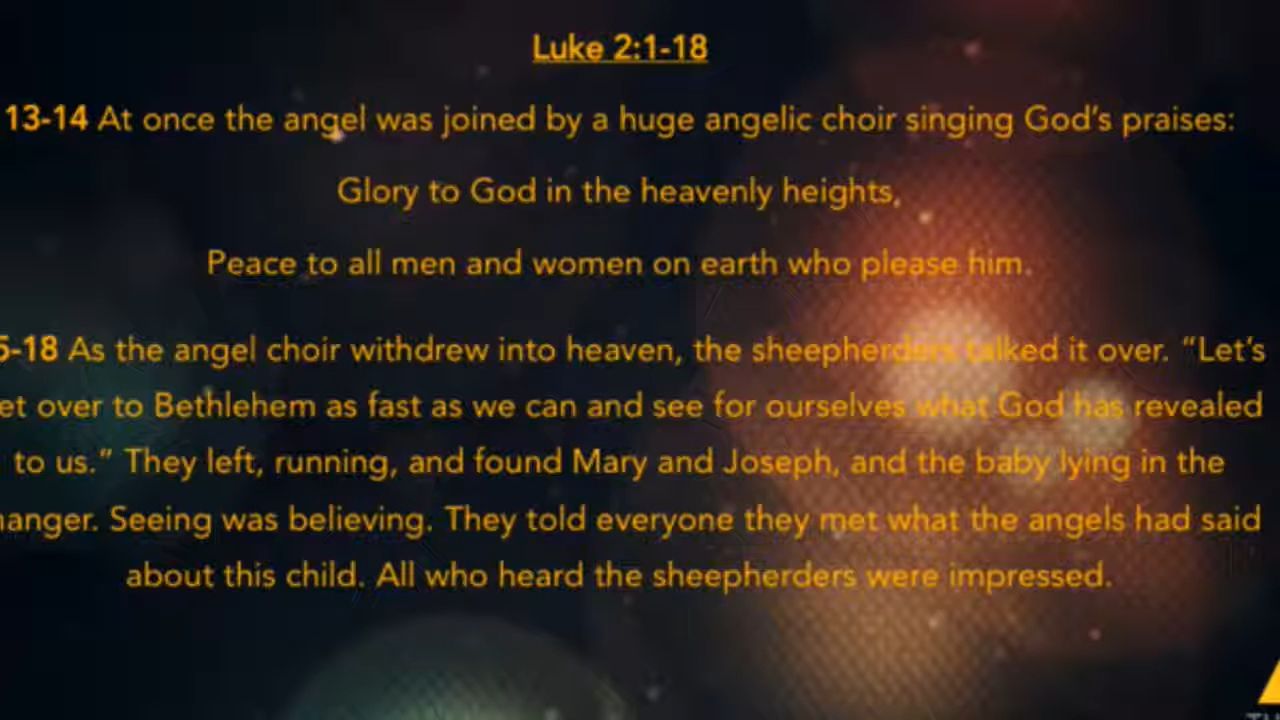 Luke 2:1-18
13-14 At once the angel was joined by a huge angelic choir singing God's praises:
Glory to God in the heavenly heights,
Peace to all men and women on earth who please him.
5-18 As the angel choir withdrew into heaven, the sheepherders talked it over. "Let's
et over to Bethlehem as fast as we can and see for ourselves what God has revealed
to us." They left, running, and found Mary and Joseph, and the baby lying in the
anger. Seeing was believing. They told everyone they met what the angels had said
about this child. All who heard the sheepherders were impressed.